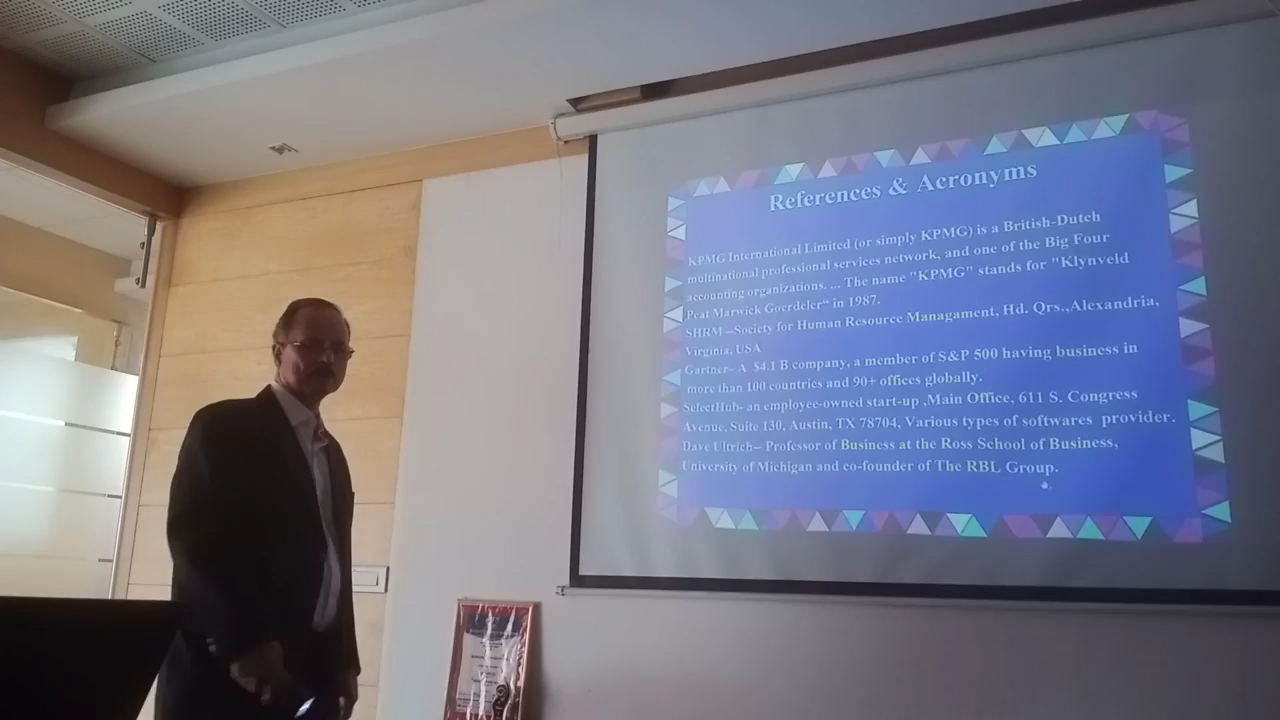 References & Acronyms
KPMG International Limited (or simply KPMG) is a British-Dutch
multinational professional services network, and one of the Big Four
accounting organizations. ... The name "KPMG" stands for "Klynveld
Peat Marwick Goerdeler“ in 1987.
SHRM –Society for Human Resource Managament, Hd. Qrs.,Alexandria,
Virginia, USA
Gartner– A $4.1 B company, a member of S&P 500 having business in
more than 100 countries and 90+ offices globally.
SelectHub- an employee-owned start-up ,Main Office, 611 S. Congress
Avenue, Suite 130, Austin, TX 78704, Various types of softwares provider.
Dave Ultrich– Professor of Business at the Ross School of Business,
University of Michigan and co-founder of The RBL Group.